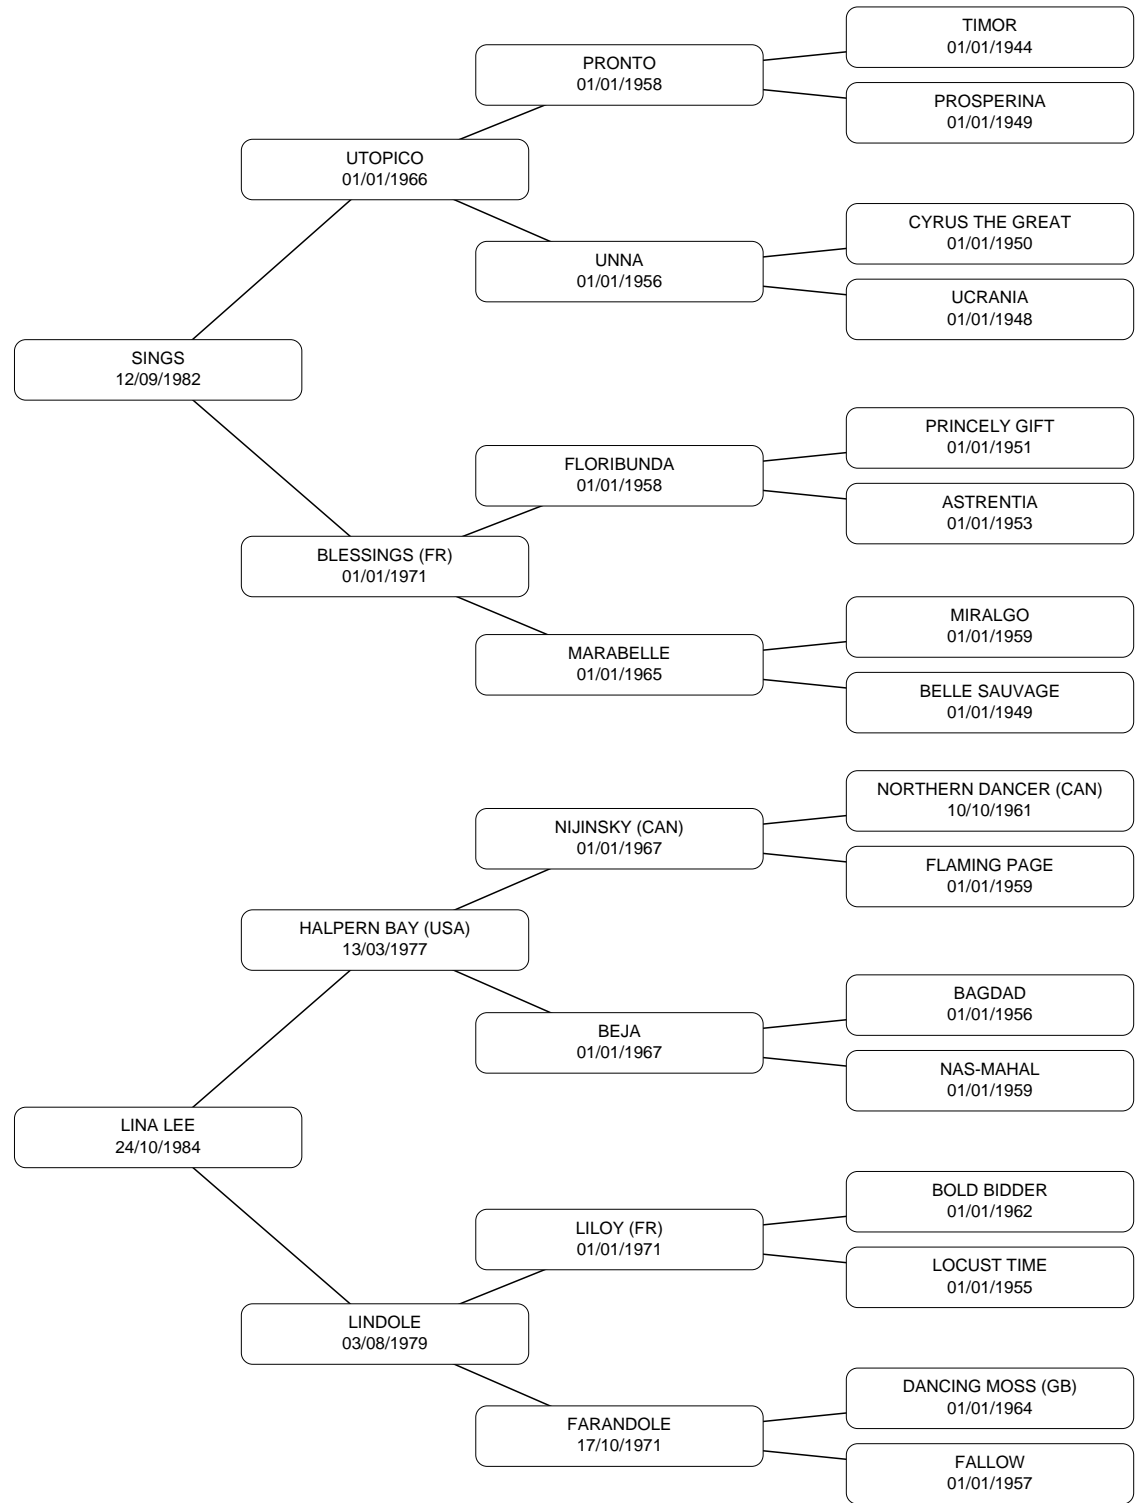 TIMOR
01/01/1944
PRONTO
01/01/1958
PROSPERINA
01/01/1949
UTOPICO
01/01/1966
CYRUS THE GREAT
01/01/1950
UNNA
01/01/1956
UCRANIA
01/01/1948
SINGS
12/09/1982
PRINCELY GIFT
01/01/1951
FLORIBUNDA
01/01/1958
ASTRENTIA
01/01/1953
BLESSINGS (FR)
01/01/1971
MIRALGO
01/01/1959
MARABELLE
01/01/1965
BELLE SAUVAGE
01/01/1949
NORTHERN DANCER (CAN)
10/10/1961
NIJINSKY (CAN)
01/01/1967
FLAMING PAGE
01/01/1959
HALPERN BAY (USA)
13/03/1977
BAGDAD
01/01/1956
BEJA
01/01/1967
NAS-MAHAL
01/01/1959
LINA LEE
24/10/1984
BOLD BIDDER
01/01/1962
LILOY (FR)
01/01/1971
LOCUST TIME
01/01/1955
LINDOLE
03/08/1979
DANCING MOSS (GB)
01/01/1964
FARANDOLE
17/10/1971
FALLOW
01/01/1957